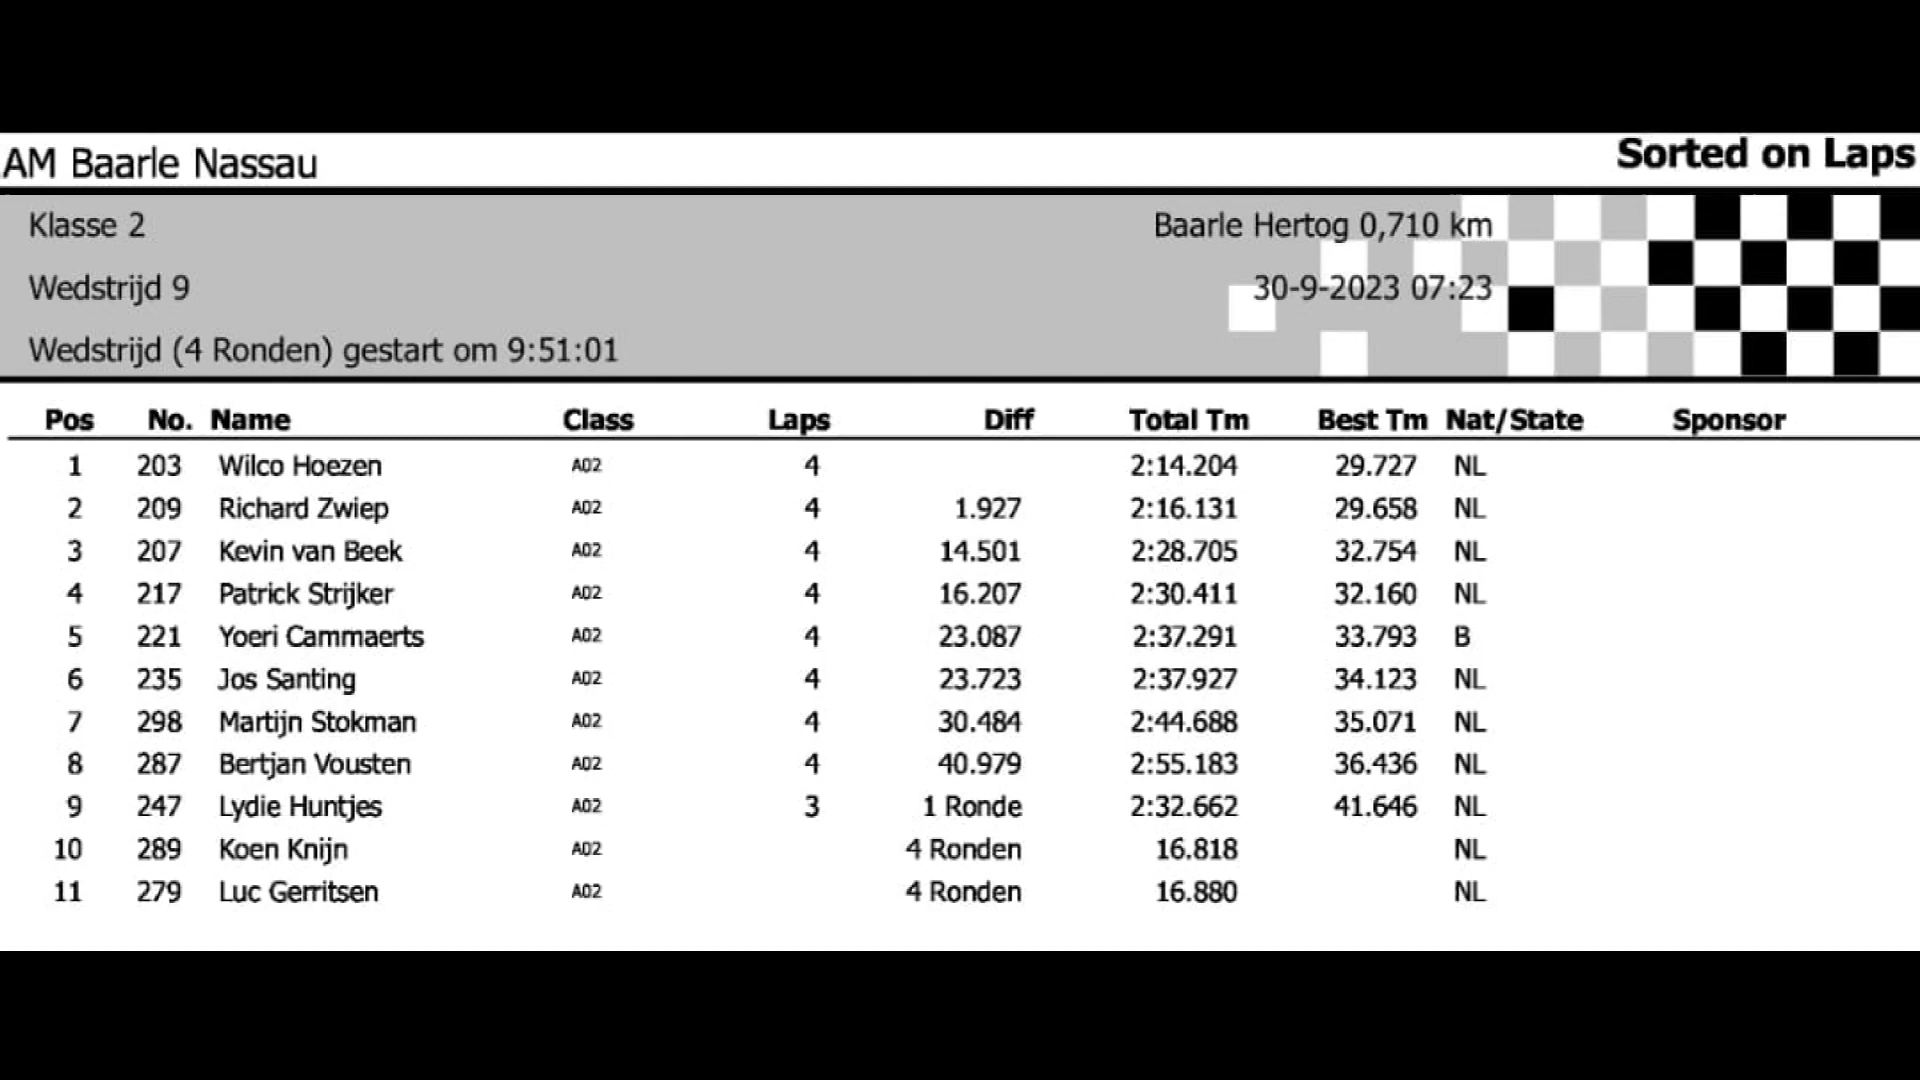 AM Baarle Nassau
Sorted on Laps
Klasse 2
Baarle Hertog 0,710 km
Wedstrijd 9
30-9-2023 07:23
Wedstrijd (4 Ronden) gestart om 9:51:01
Pos No. Name Class Laps Diff Total Tm Best Tm Nat/State Sponsor
1 203 Wilco Hoezen A02 4 2:14.204 29.727 NL
2 209 Richard Zwiep A02 4 1.927 2:16.131 29.658 NL
3 207 Kevin van Beek A02 4 14.501 2:28.705 32.754 NL
4 217 Patrick Strijker A02 4 16.207 2:30.411 32.160 NL
5 221 Yoeri Cammaerts A02 4 23.087 2:37.291 33.793 B
6 235 Jos Santing A02 4 23.723 2:37.927 34.123 NL
7 298 Martijn Stokman A02 4 30.484 2:44.688 35.071 NL
8 287 Bertjan Vousten A02 4 40.979 2:55.183 36.436 NL
9 247 Lydie Huntjes A02 3 1 Ronde 2:32.662 41.646 NL
10 289 Koen Knijn A02 4 Ronden 16.818 NL
11 279 Luc Gerritsen A02 4 Ronden 16.880 NL